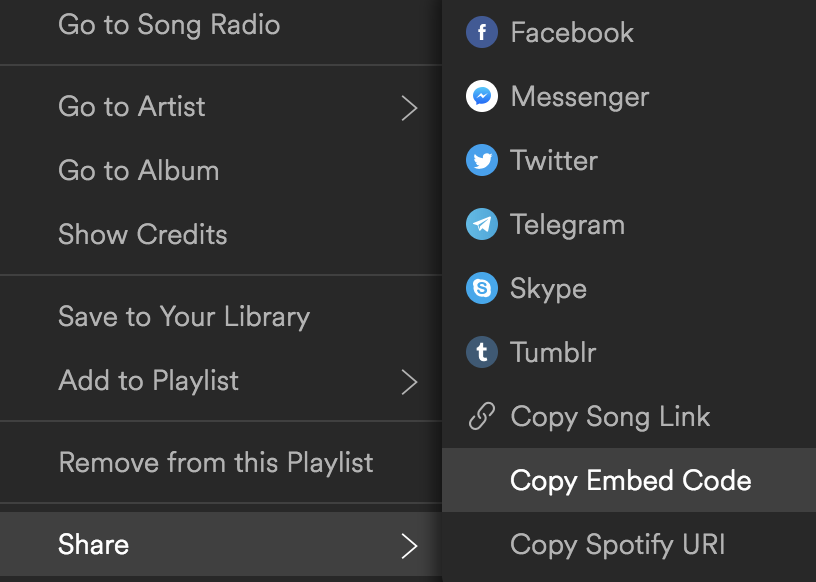 Go to Song Radio
Go to Artist
Go to Album
Show Credits
Save to Your Library
Add to Playlist
Remove from this Playlist
Share
Facebook
Messenger
Twitter
Telegram
Skype
Tumblr
Copy Song Link
Copy Embed Code
Copy Spotify URI